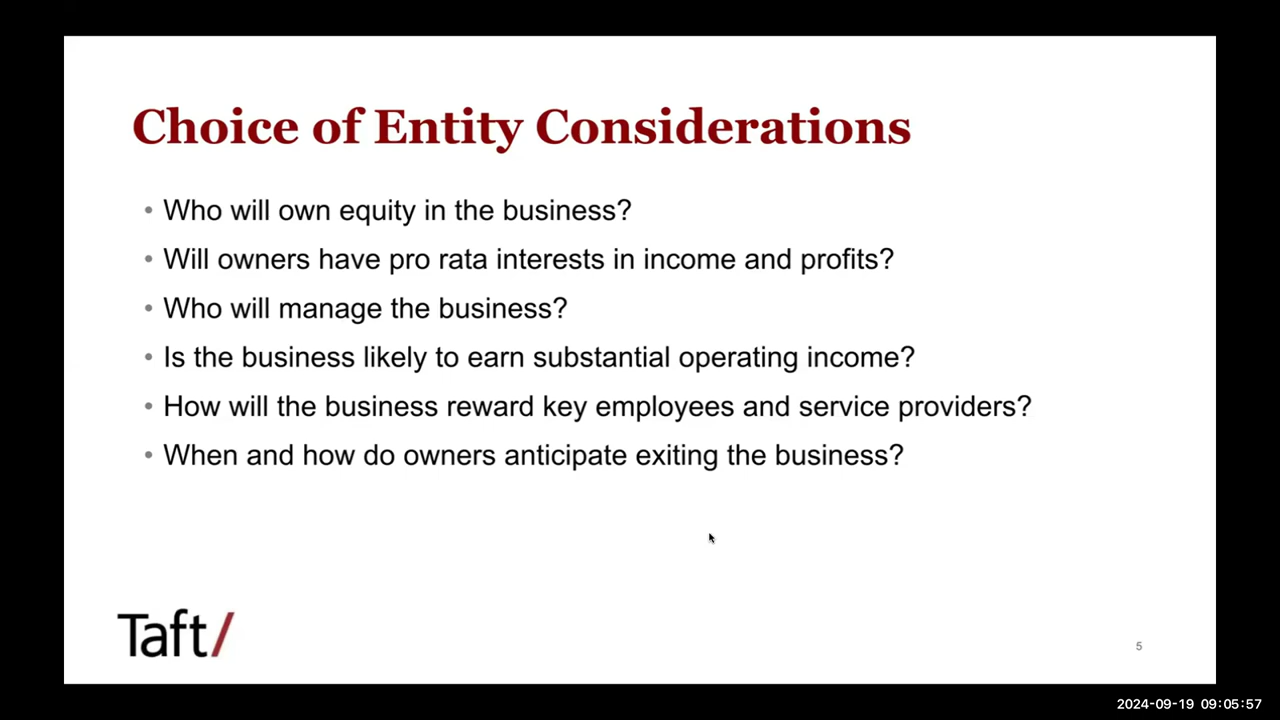 Choice of Entity Considerations
• Who will own equity in the business?
• Will owners have pro rata interests in income and profits?
• Who will manage the business?
• Is the business likely to earn substantial operating income?
• How will the business reward key employees and service providers?
• When and how do owners anticipate exiting the business?
Taft/
5
2024-09-19 09:05:57